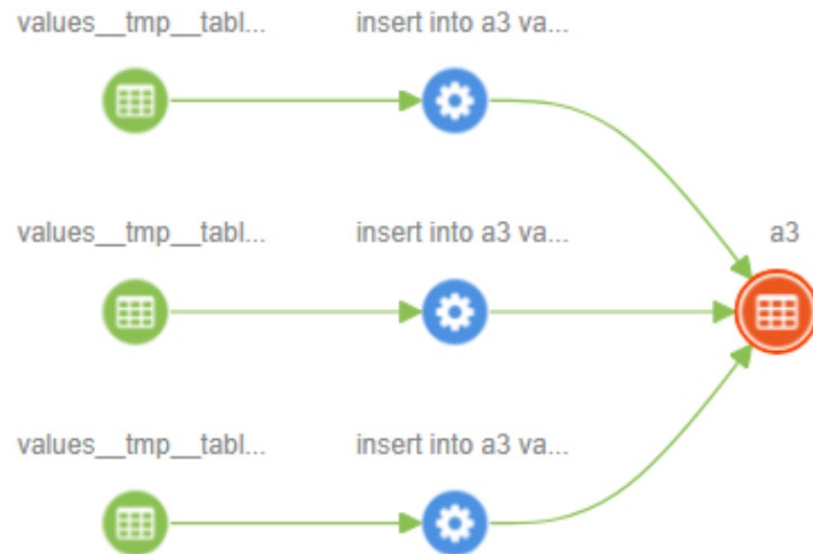 values__tmp__tabl... insert into a3 va...
values__tmp__tabl... insert into a3 va... a3
values__tmp__tabl... insert into a3 va...